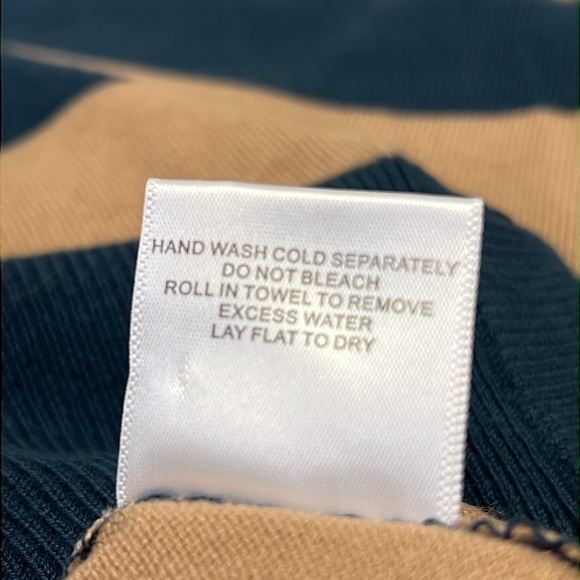 HAND WASH COLD SEPARATELY
DO NOT BLEACH
ROLL IN TOWEL TO REMOVE
EXCESS WATER
LAY FLAT TO DRY